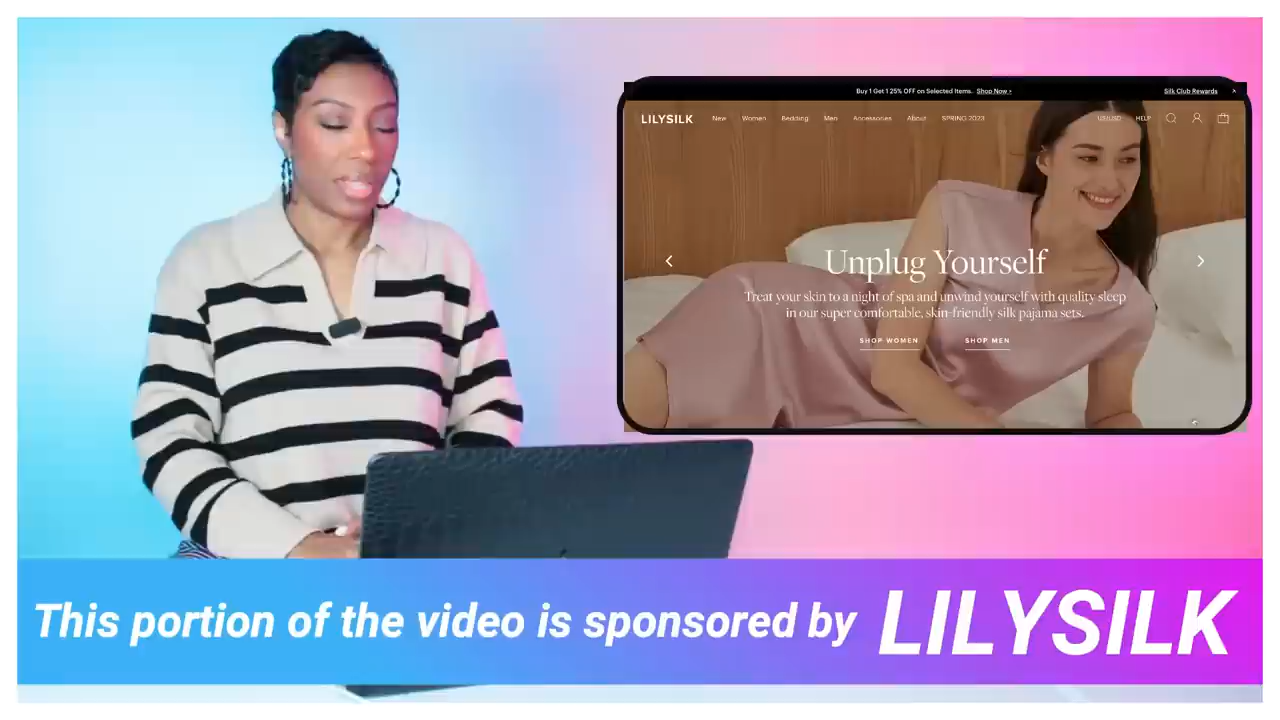 Buy 1 Get 1 25% OFF on Selected Items. Shop Now >
Silk Club Rewards ×
LILYSILK New Women Bedding Men Accessories About SPRING 2023 US/USD HELP
Unplug Yourself
Treat your skin to a night of spa and unwind yourself with quality sleep
in our super comfortable, skin-friendly silk pajama sets.
SHOP WOMEN SHOP MEN
This portion of the video is sponsored by LILYSILK